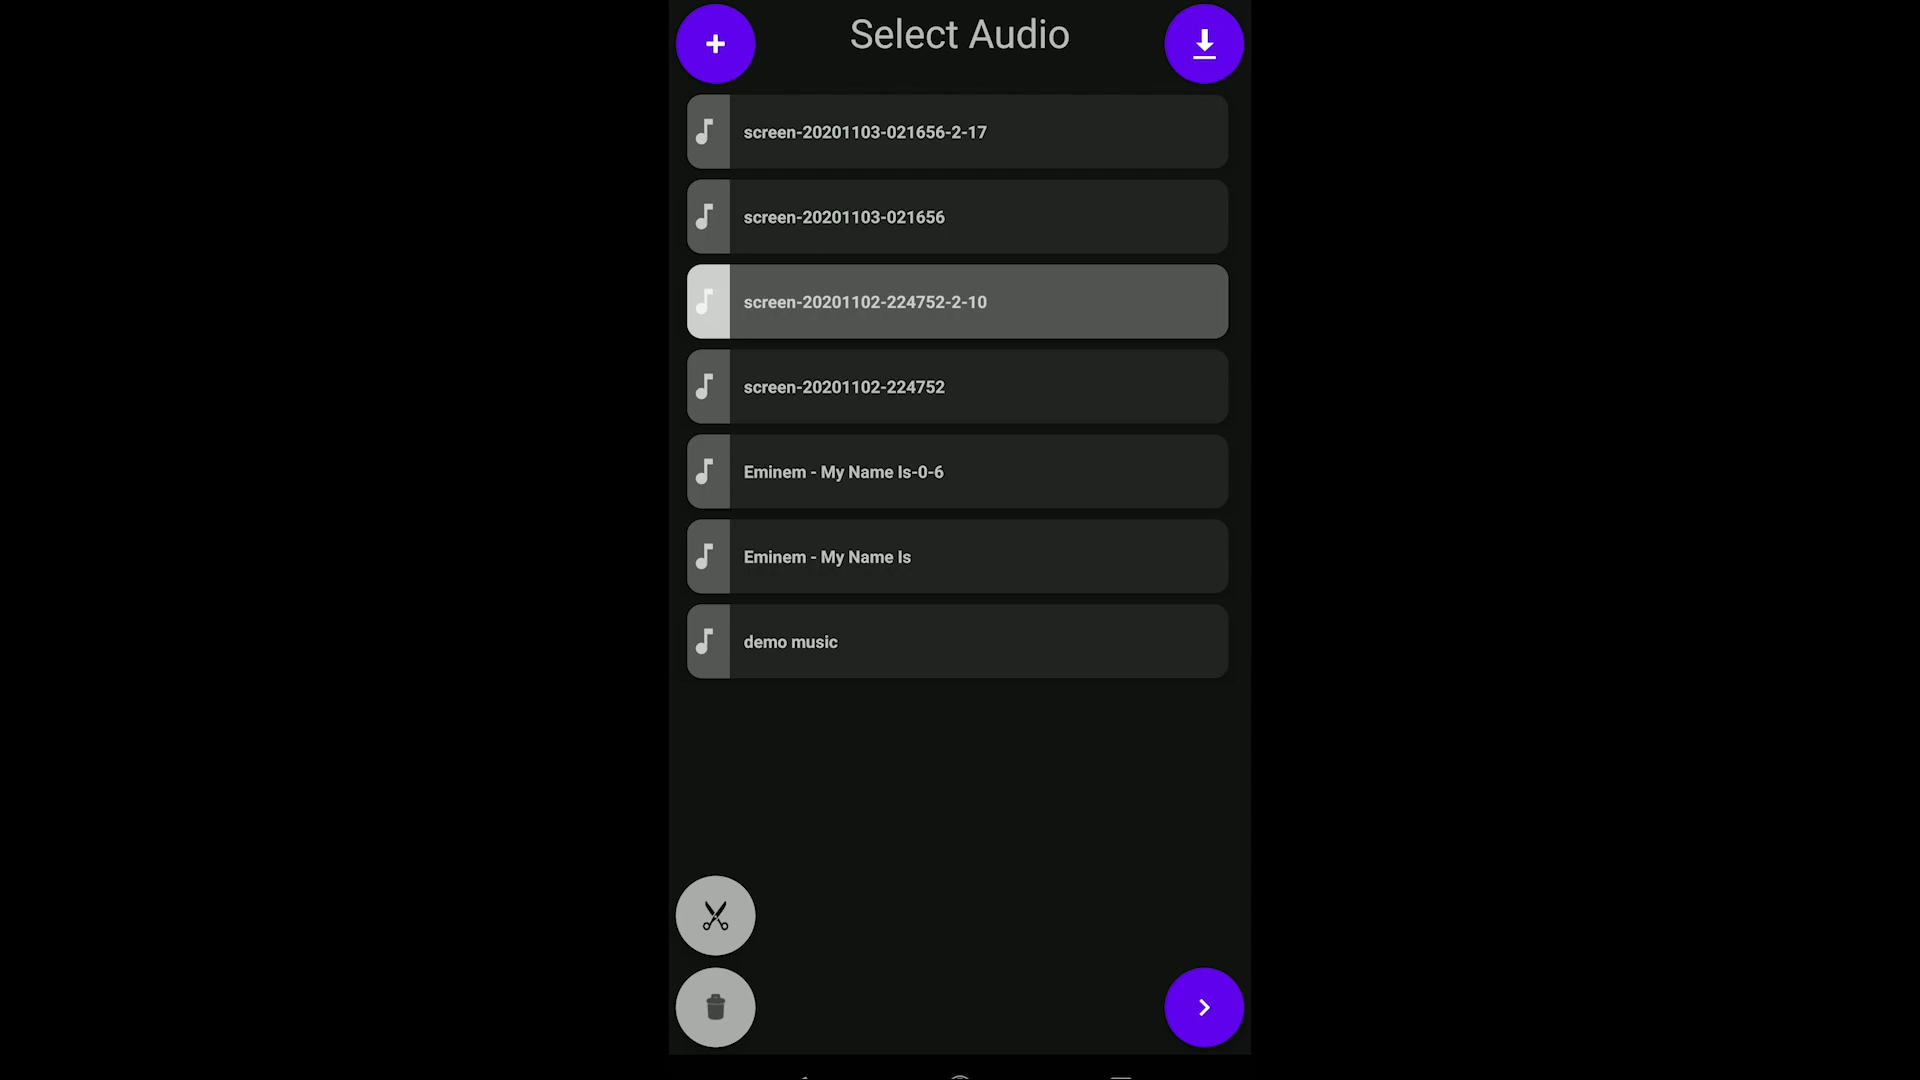 Select Audio
screen-20201103-021656-2-17
screen-20201103-021656
screen-20201102-224752-2-10
screen-20201102-224752
Eminem - My Name Is-0-6
Eminem - My Name Is
demo music